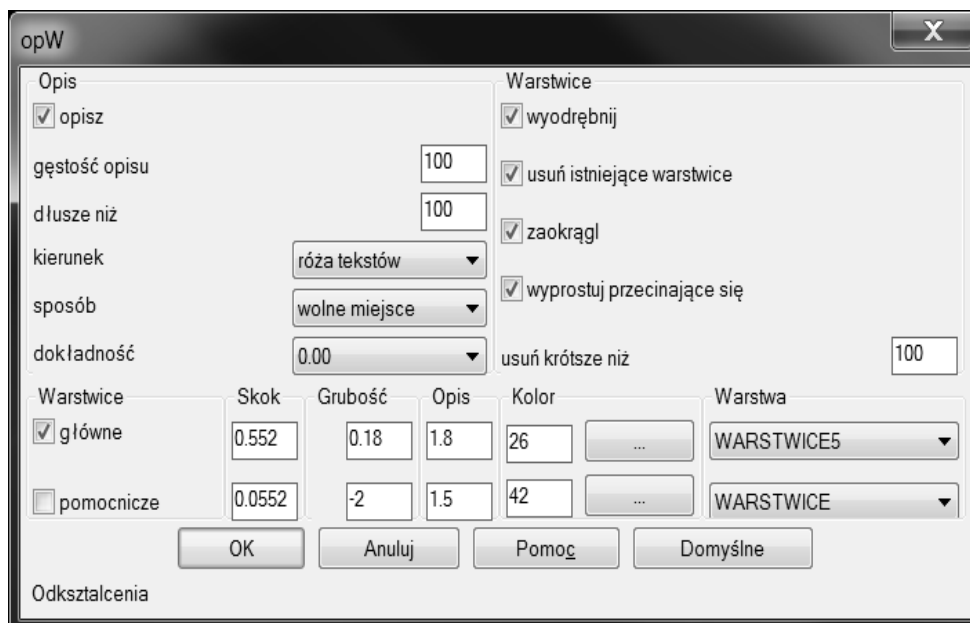 opW X
Opis Warstwice
opisz wyodrębnij
gęstość opisu 100
usuń istniejące warstwice
dłusze niż 100
zaokrągl
kierunek róża tekstów
wyprostuj przecinające się
sposób wolne miejsce
dokładność 0.00 usuń krótsze niż 100
Warstwice Skok Grubość Opis Kolor Warstwa
główne 0.552 0.18 1.8 26 ... WARSTWICE5
pomocnicze 0.0552 -2 1.5 42 ... WARSTWICE
OK Anuluj Pomoc Domyślne
Odksztalcenia